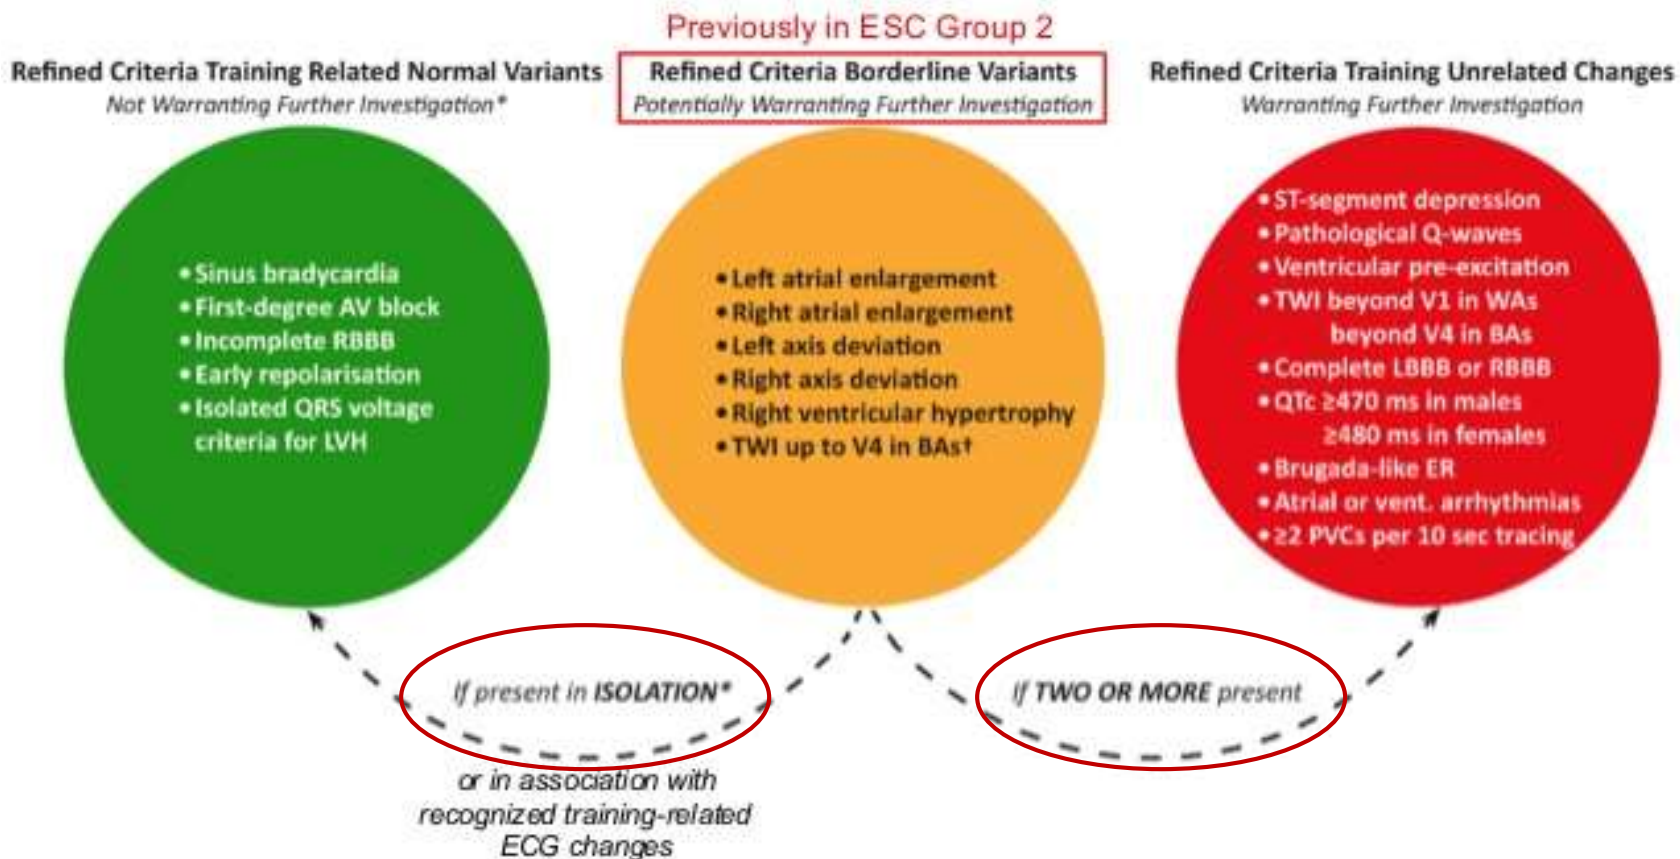 Previously in ESC Group 2
Refined Criteria Training Related Normal Variants
Not Warranting Further Investigation*
Refined Criteria Borderline Variants
Potentially Warranting Further Investigation
Refined Criteria Training Unrelated Changes
Warranting Further Investigation
• Sinus bradycardia
• First-degree AV block
• Incomplete RBBB
• Early repolarisation
• Isolated QRS voltage
criteria for LVH
• Left atrial enlargement
• Right atrial enlargement
• Left axis deviation
• Right axis deviation
• Right ventricular hypertrophy
• TWI up to V4 in BAs†
• ST-segment depression
• Pathological Q-waves
• Ventricular pre-excitation
• TWI beyond V1 in WAs
beyond V4 in BAs
• Complete LBBB or RBBB
• QTc ≥470 ms in males
≥480 ms in females
• Brugada-like ER
• Atrial or vent. arrhythmias
• ≥2 PVCs per 10 sec tracing
If present in ISOLATION*
or in association with
recognized training-related
ECG changes
If TWO OR MORE present